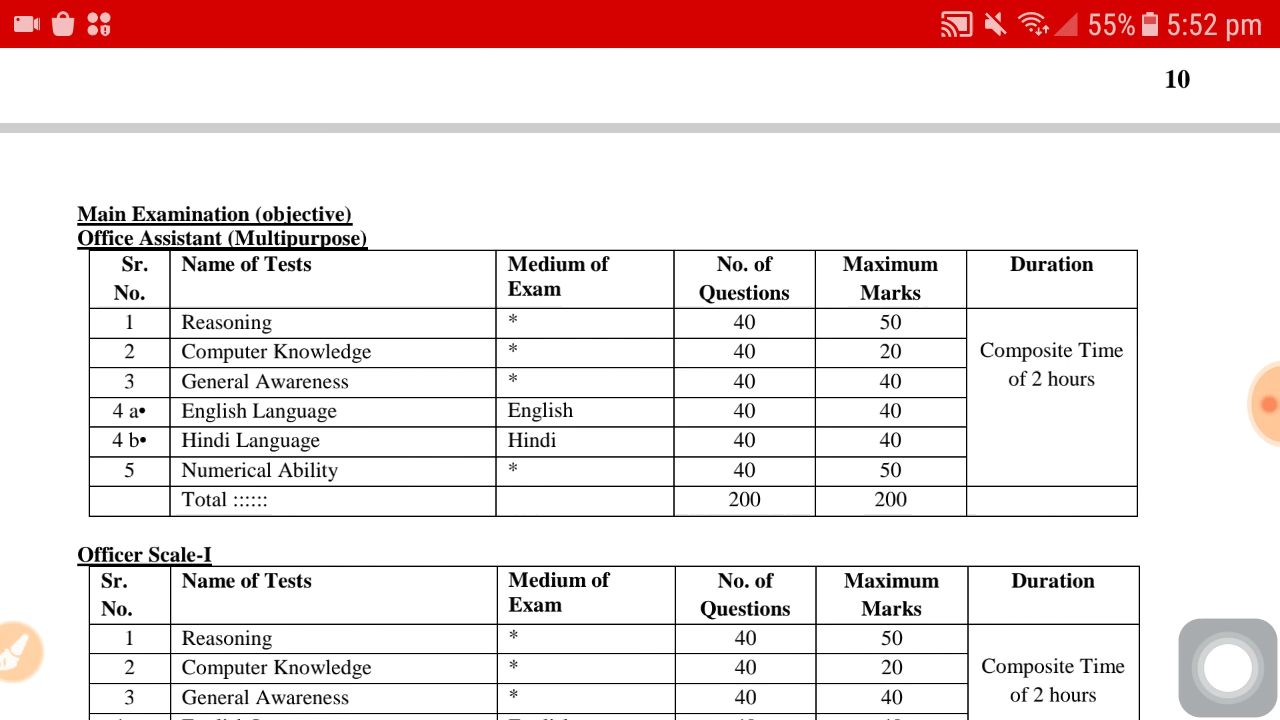 55% 5:52 pm
10
Main Examination (objective)
Office Assistant (Multipurpose)
Sr. No. Name of Tests Medium of Exam No. of Questions Maximum Marks Duration
1 Reasoning * 40 50 Composite Time of 2 hours
2 Computer Knowledge * 40 20
3 General Awareness * 40 40
4 a• English Language English 40 40
4 b• Hindi Language Hindi 40 40
5 Numerical Ability * 40 50
Total :::::: 200 200
Officer Scale-I
Sr. No. Name of Tests Medium of Exam No. of Questions Maximum Marks Duration
1 Reasoning * 40 50 Composite Time of 2 hours
2 Computer Knowledge * 40 20
3 General Awareness * 40 40